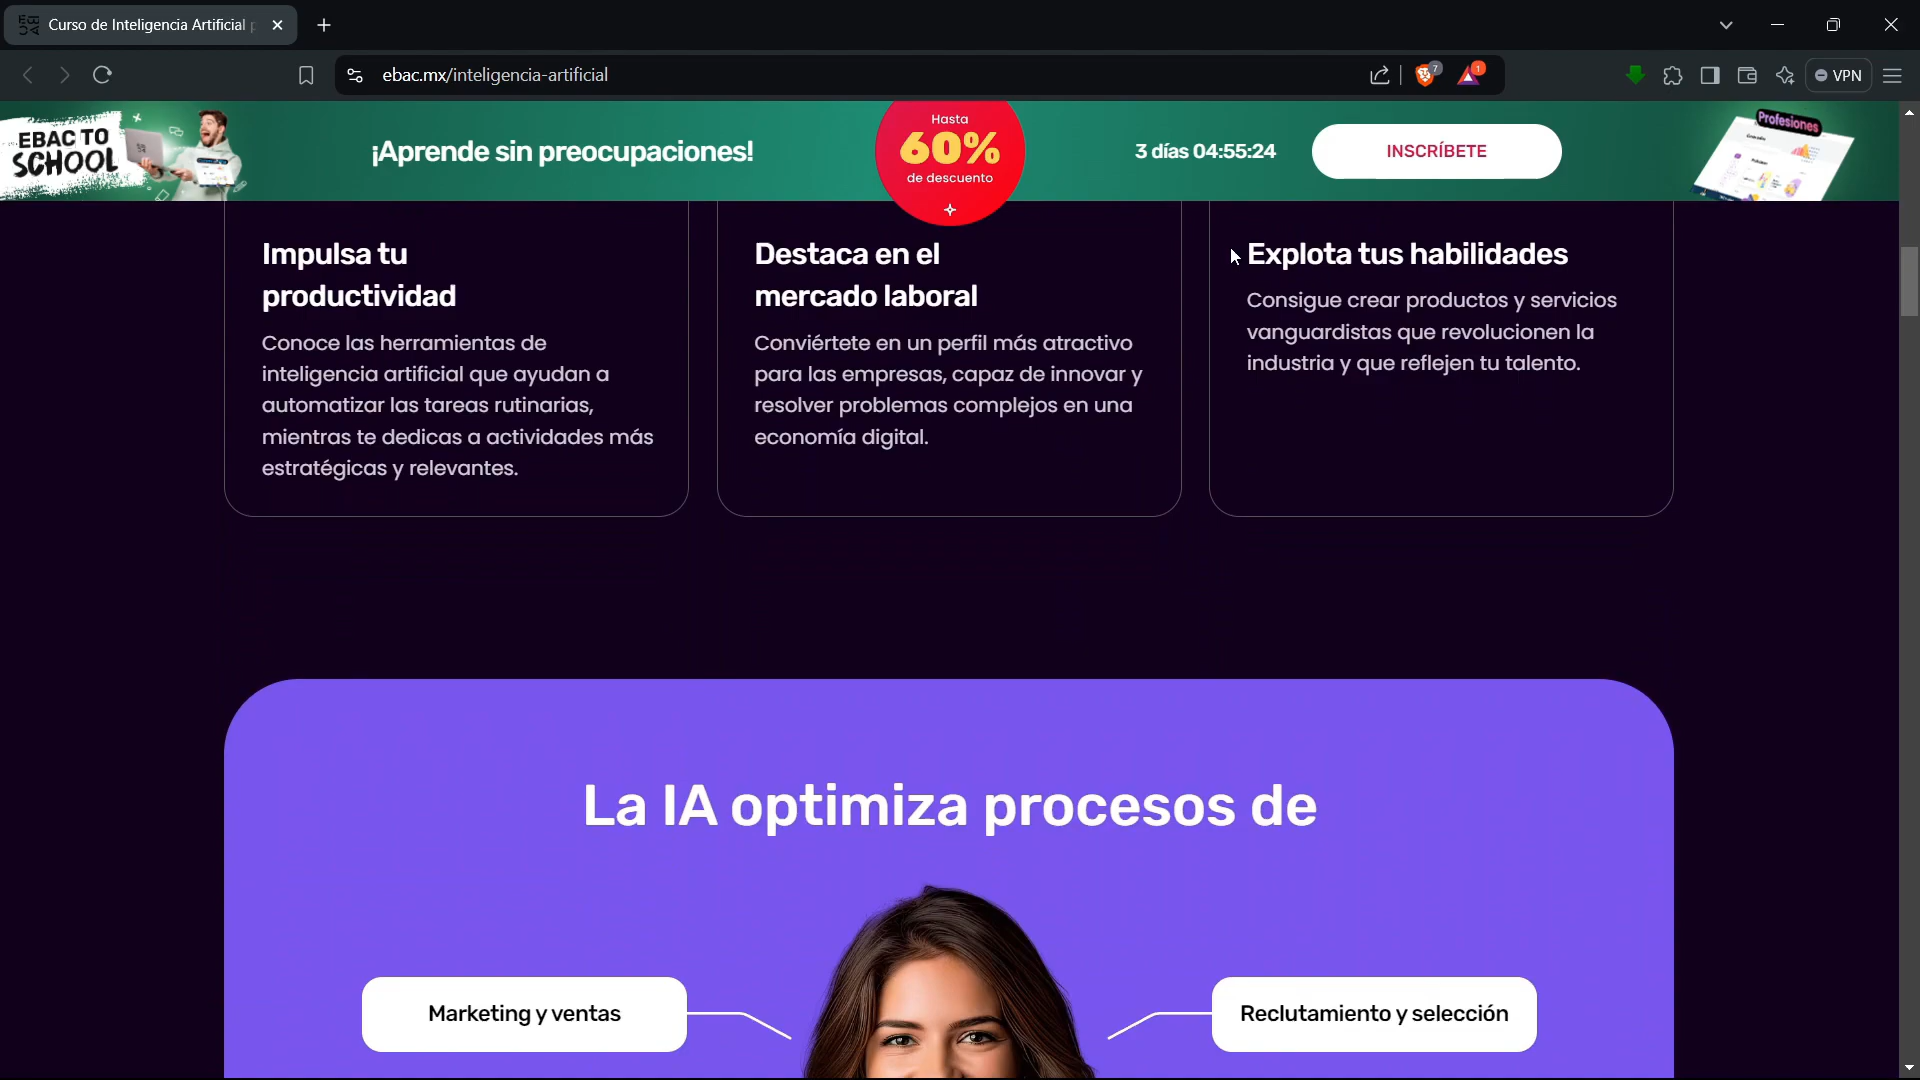 Curso de Inteligencia Artificial
ebac.mx/inteligencia-artificial
7
1
VPN
EBAC TO
SCHOOL
¡Aprende sin preocupaciones!
Hasta
60%
de descuento
3 días 04:55:24
INSCRÍBETE
Profesiones
Impulsa tu
productividad
Conoce las herramientas de
inteligencia artificial que ayudan a
automatizar las tareas rutinarias,
mientras te dedicas a actividades más
estratégicas y relevantes.
Destaca en el
mercado laboral
Conviértete en un perfil más atractivo
para las empresas, capaz de innovar y
resolver problemas complejos en una
economía digital.
Explota tus habilidades
Consigue crear productos y servicios
vanguardistas que revolucionen la
industria y que reflejen tu talento.
La IA optimiza procesos de
Marketing y ventas
Reclutamiento y selección